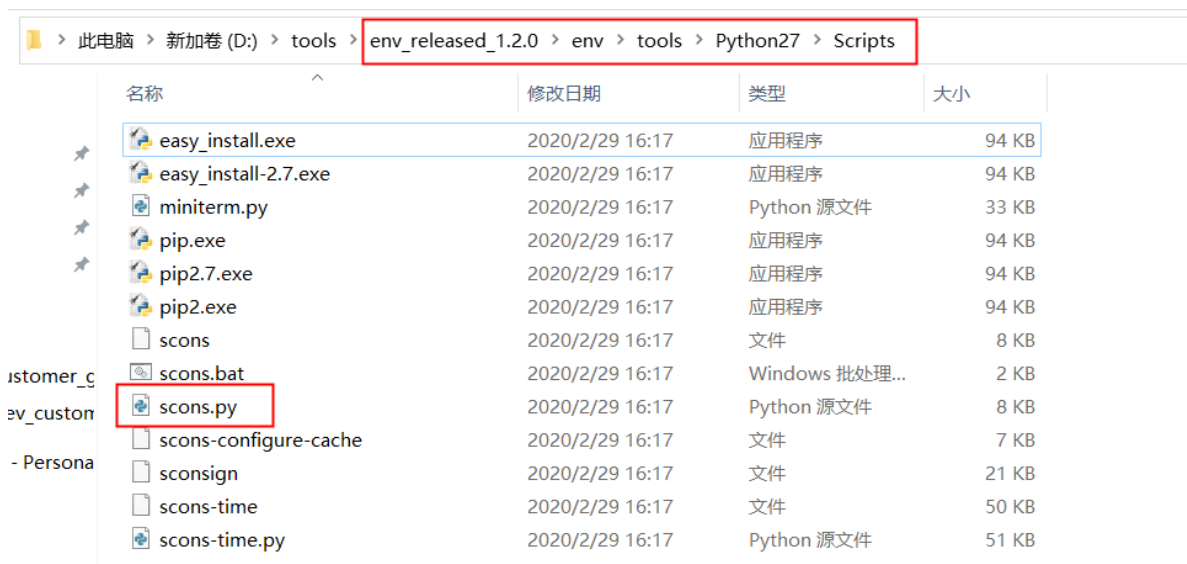 此电脑 > 新加卷 (D:) > tools > env_released_1.2.0 > env > tools > Python27 > Scripts
名称 修改日期 类型 大小
easy_install.exe 2020/2/29 16:17 应用程序 94 KB
easy_install-2.7.exe 2020/2/29 16:17 应用程序 94 KB
miniterm.py 2020/2/29 16:17 Python 源文件 33 KB
pip.exe 2020/2/29 16:17 应用程序 94 KB
pip2.7.exe 2020/2/29 16:17 应用程序 94 KB
pip2.exe 2020/2/29 16:17 应用程序 94 KB
scons 2020/2/29 16:17 文件 8 KB
ustomer_g scons.bat 2020/2/29 16:17 Windows 批处理... 2 KB
ev_custom scons.py 2020/2/29 16:17 Python 源文件 8 KB
scons-configure-cache 2020/2/29 16:17 文件 7 KB
- Persona sconsign 2020/2/29 16:17 文件 21 KB
scons-time 2020/2/29 16:17 文件 50 KB
scons-time.py 2020/2/29 16:17 Python 源文件 51 KB